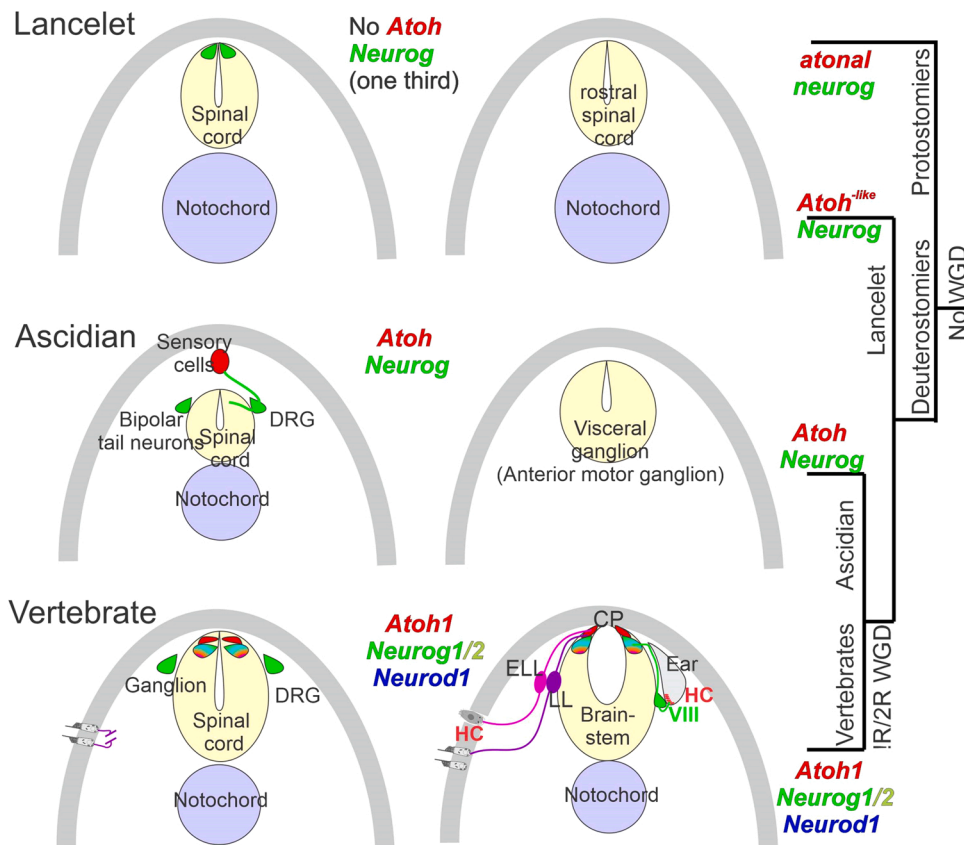 Lancelet
No Atoh
Neurog
(one third)
Spinal
cord
Notochord
rostral
spinal
cord
Notochord
Ascidian
Sensory
cells
Bipolar
tail neurons
DRG
Spinal
cord
Notochord
Atoh
Neurog
Visceral
ganglion
(Anterior motor ganglion)
Vertebrate
Ganglion
DRG
Spinal
cord
Notochord
Atoh1
Neurog1/2
Neurod1
CP
ELL
LL
HC
Ear
HC
VIII
Brain-
stem
Notochord
atonal
neurog
Atoh-like
Neurog
Atoh
Neurog
Atoh1
Neurog1/2
Neurod1
Protostomiers
Deuterostomiers
No WGD
Lancelet
Ascidian
Vertebrates
!R/2R WGD